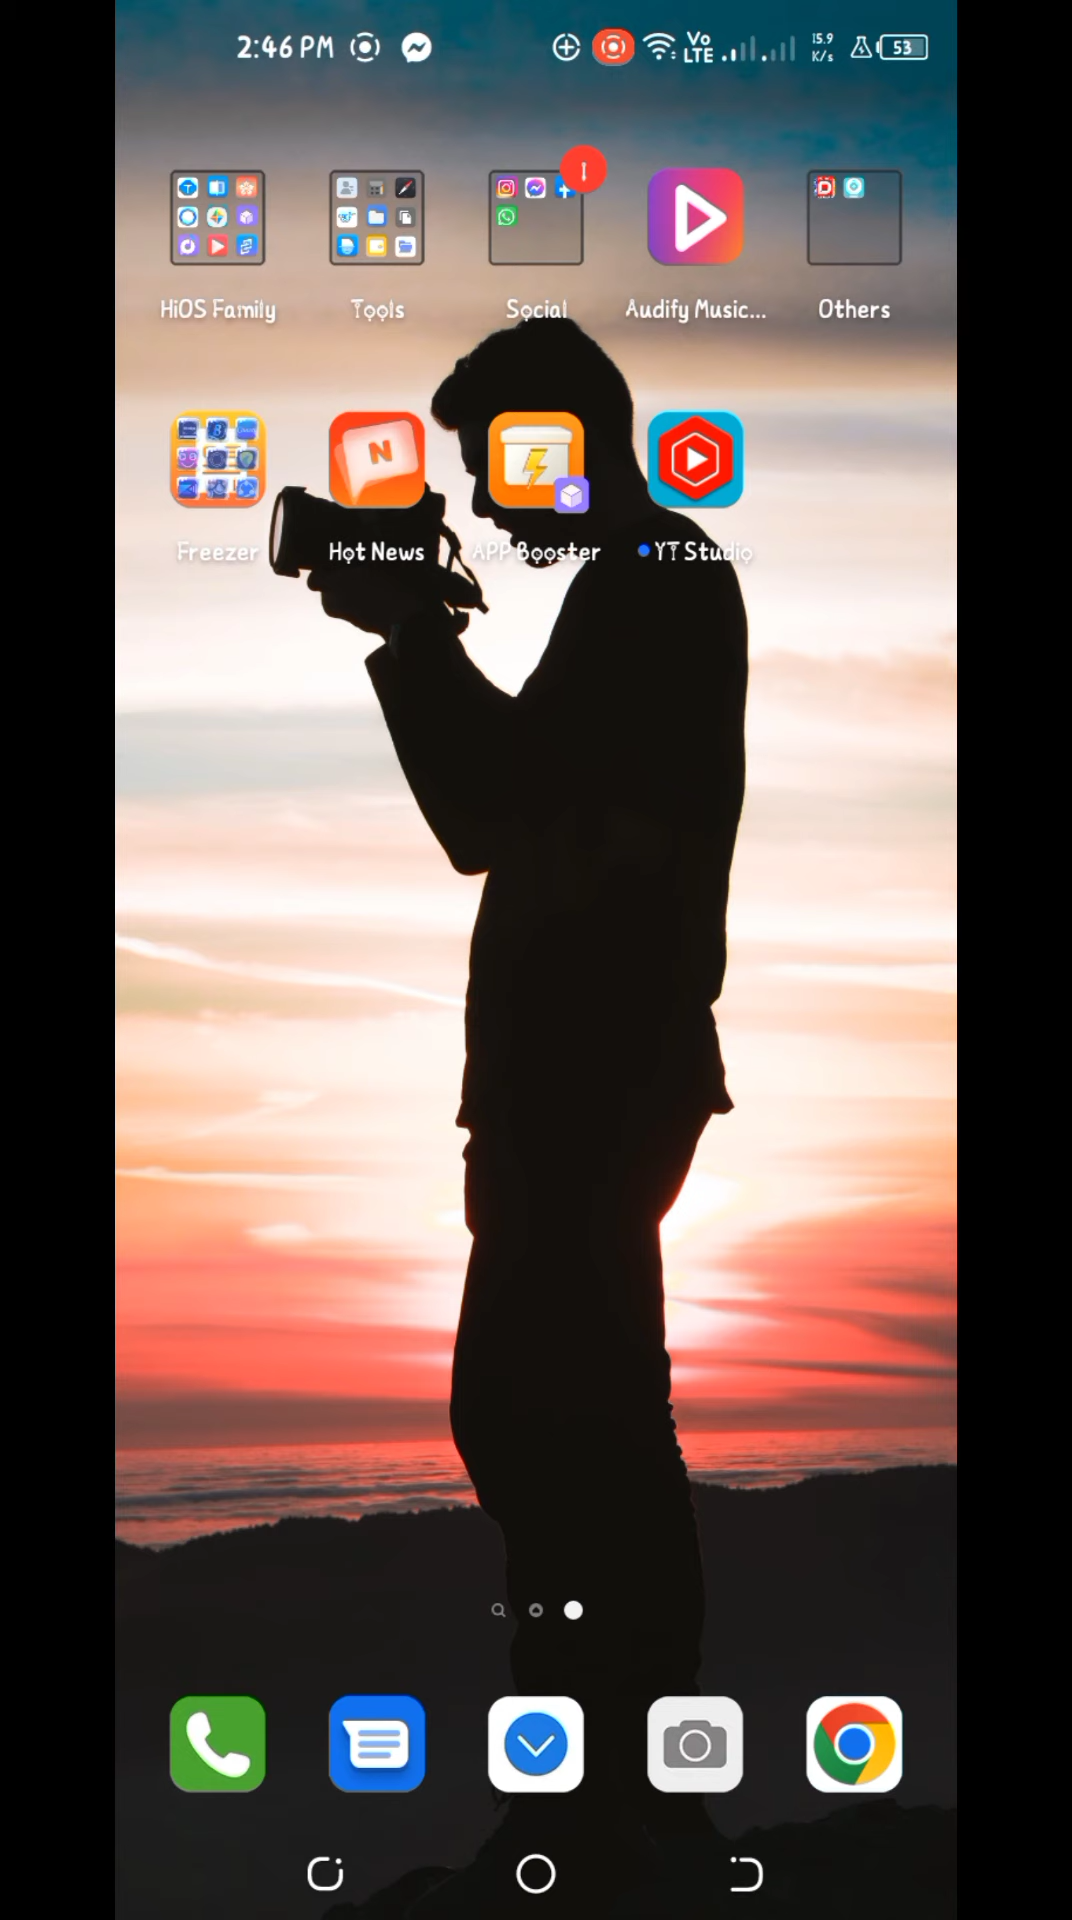 2:46 PM
Vo
LTE
15.9
K/s
53
1
HiOS Family
Tools
Social
Audify Music...
Others
N
Freezer
Hot News
APP Booster
YT Studio